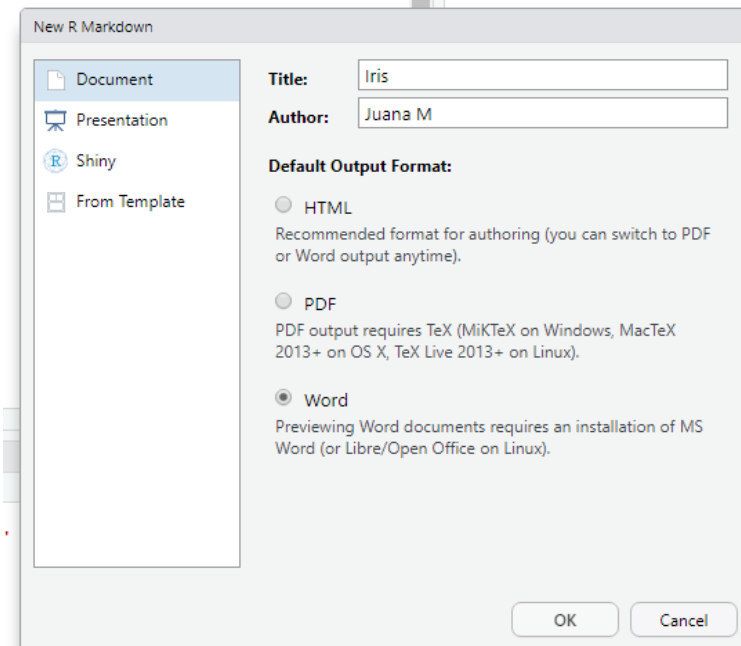 New R Markdown
Document
Presentation
Shiny
From Template
Title: Iris
Author: Juana M
Default Output Format:
HTML
Recommended format for authoring (you can switch to PDF
or Word output anytime).
PDF
PDF output requires TeX (MiKTeX on Windows, MacTeX
2013+ on OS X, TeX Live 2013+ on Linux).
Word
Previewing Word documents requires an installation of MS
Word (or Libre/Open Office on Linux).
OK Cancel